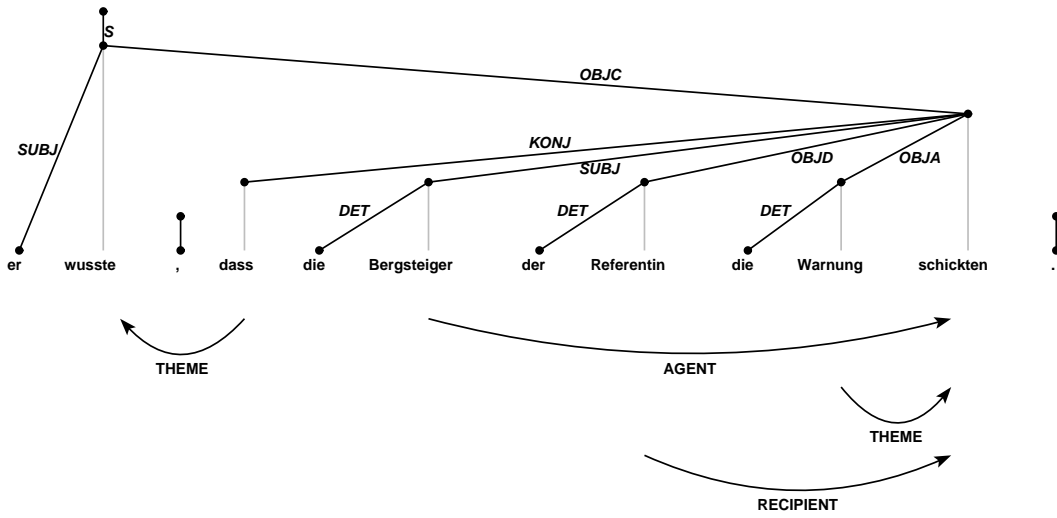 S
OBJC
SUBJ
KONJ
SUBJ
OBJD
OBJA
DET
DET
DET
er wusste , dass die Bergsteiger der Referentin die Warnung schickten .
THEME
AGENT
THEME
RECIPIENT